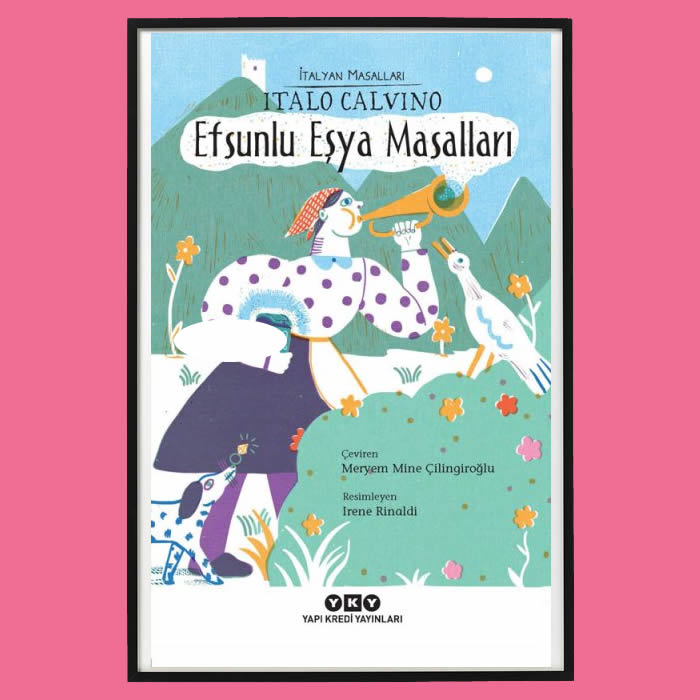 İtalyan Masalları
ITALO CALVINO
Efsunlu Eşya Masalları
Çeviren
Meryem Mine Çilingiroğlu
Resimleyen
Irene Rinaldi
YKY
YAPI KREDİ YAYINLARI